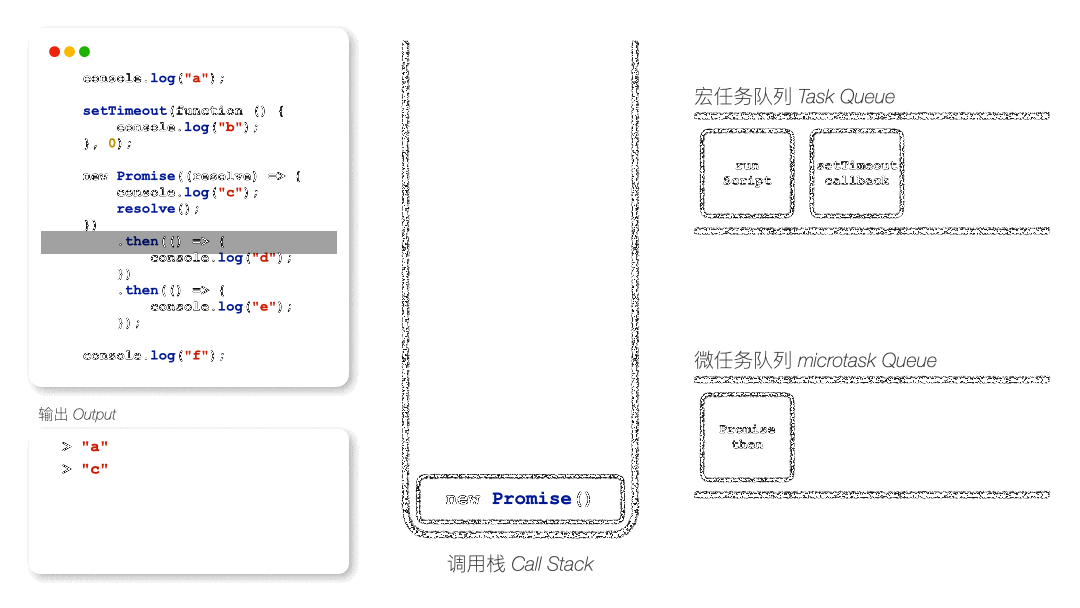 console.log("a");
setTimeout(function () {
console.log("b");
}, 0);
new Promise((resolve) => {
console.log("c");
resolve();
})
.then(() => {
console.log("d");
})
.then(() => {
console.log("e");
});
console.log("f");
输出 Output
> "a"
> "c"
new Promise()
调用栈 Call Stack
宏任务队列 Task Queue
run
Script
setTimeout
callback
微任务队列 microtask Queue
Promise
then